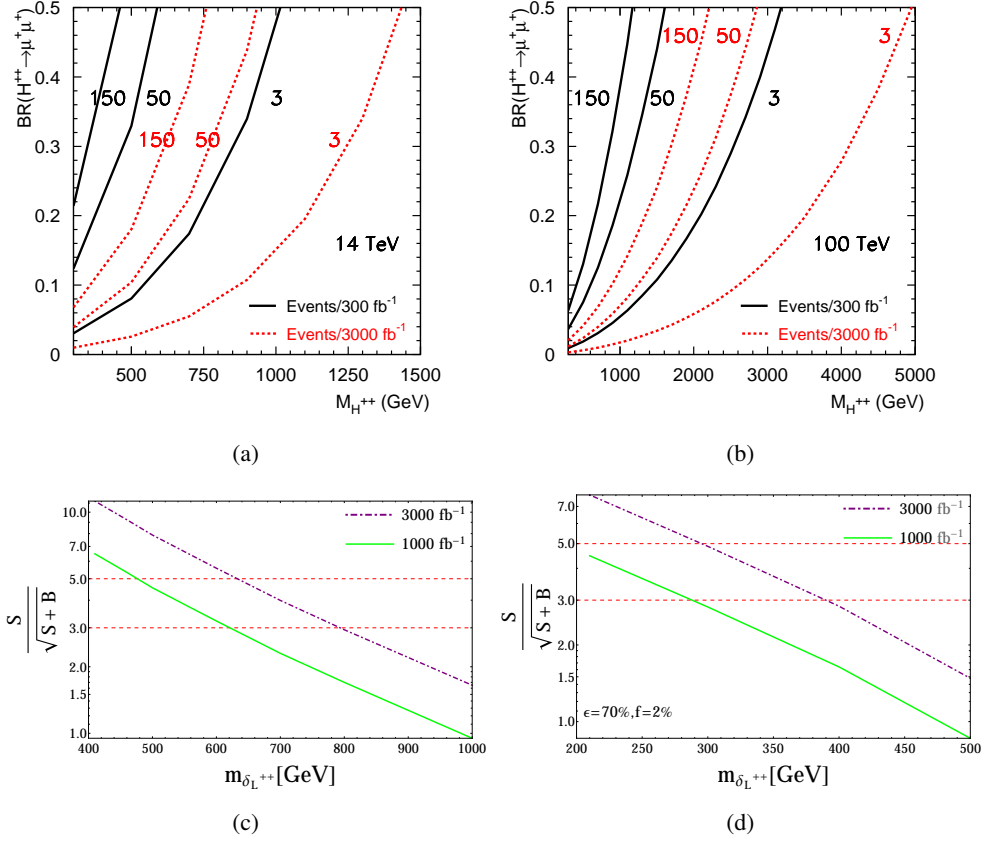 BR(H⁺⁺→μ⁺μ⁺)
0.5
0.4
0.3
0.2
0.1
0
150
50
3
150
50
3
14 TeV
Events/300 fb⁻¹
Events/3000 fb⁻¹
500 750 1000 1250 1500
M_H⁺⁺ (GeV)
(a)
BR(H⁺⁺→μ⁺μ⁺)
0.5
0.4
0.3
0.2
0.1
0
150
50
3
150
50
3
100 TeV
Events/300 fb⁻¹
Events/3000 fb⁻¹
1000 2000 3000 4000 5000
M_H⁺⁺ (GeV)
(b)
S
√S + B
10.0
7.0
5.0
3.0
2.0
1.5
1.0
3000 fb⁻¹
1000 fb⁻¹
400 500 600 700 800 900 1000
m_δ_L⁺⁺[GeV]
(c)
S
√S + B
7.0
5.0
3.0
2.0
1.5
1.0
3000 fb⁻¹
1000 fb⁻¹
ϵ=70%,f=2%
200 250 300 350 400 450 500
m_δ_L⁺⁺[GeV]
(d)